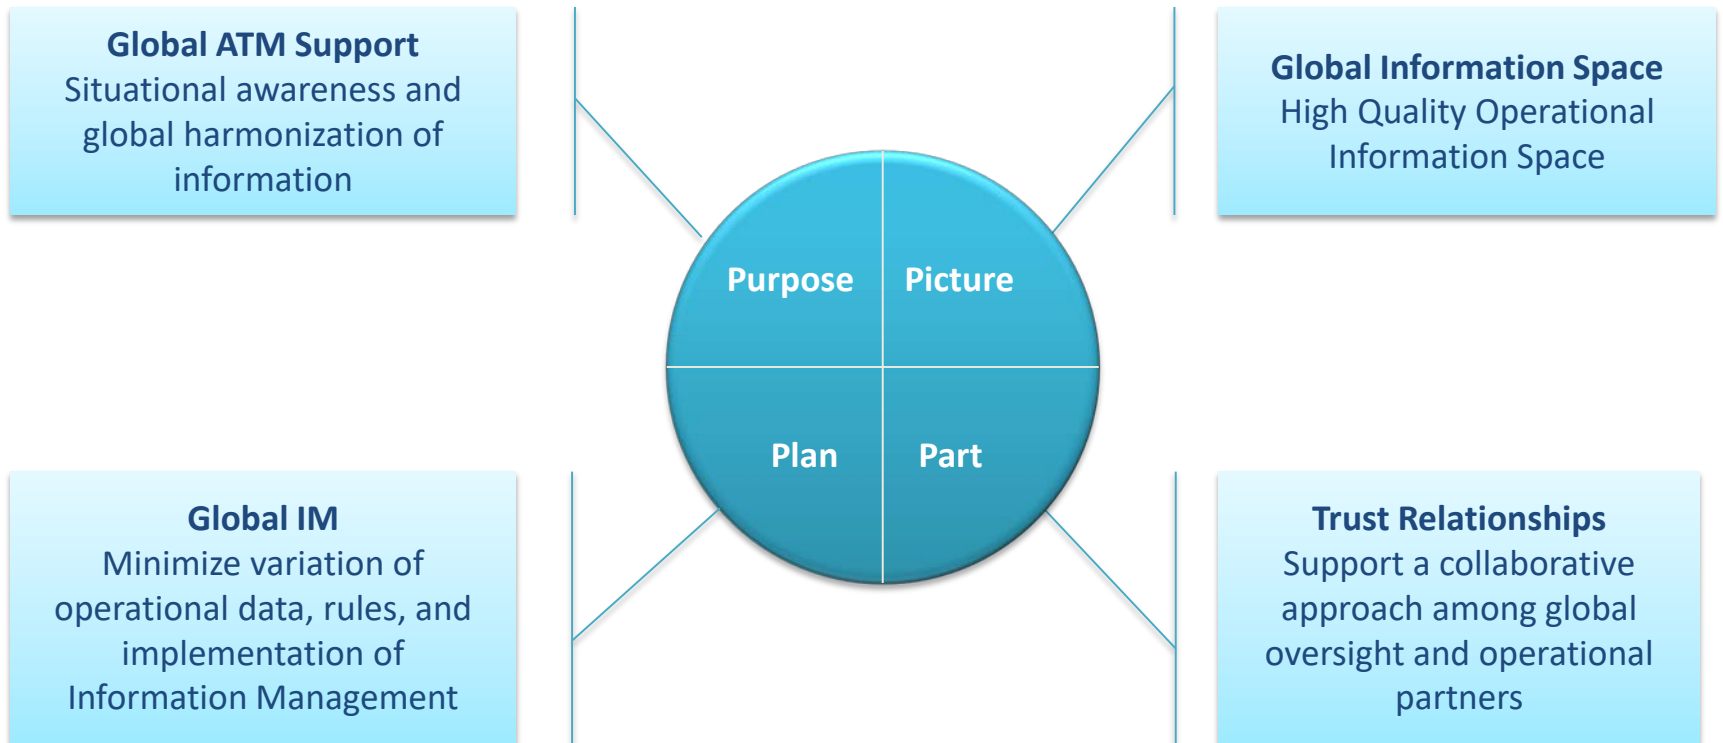 Global ATM Support
Situational awareness and
global harmonization of
information
Global Information Space
High Quality Operational
Information Space
Purpose
Picture
Plan
Part
Global IM
Minimize variation of
operational data, rules, and
implementation of
Information Management
Trust Relationships
Support a collaborative
approach among global
oversight and operational
partners